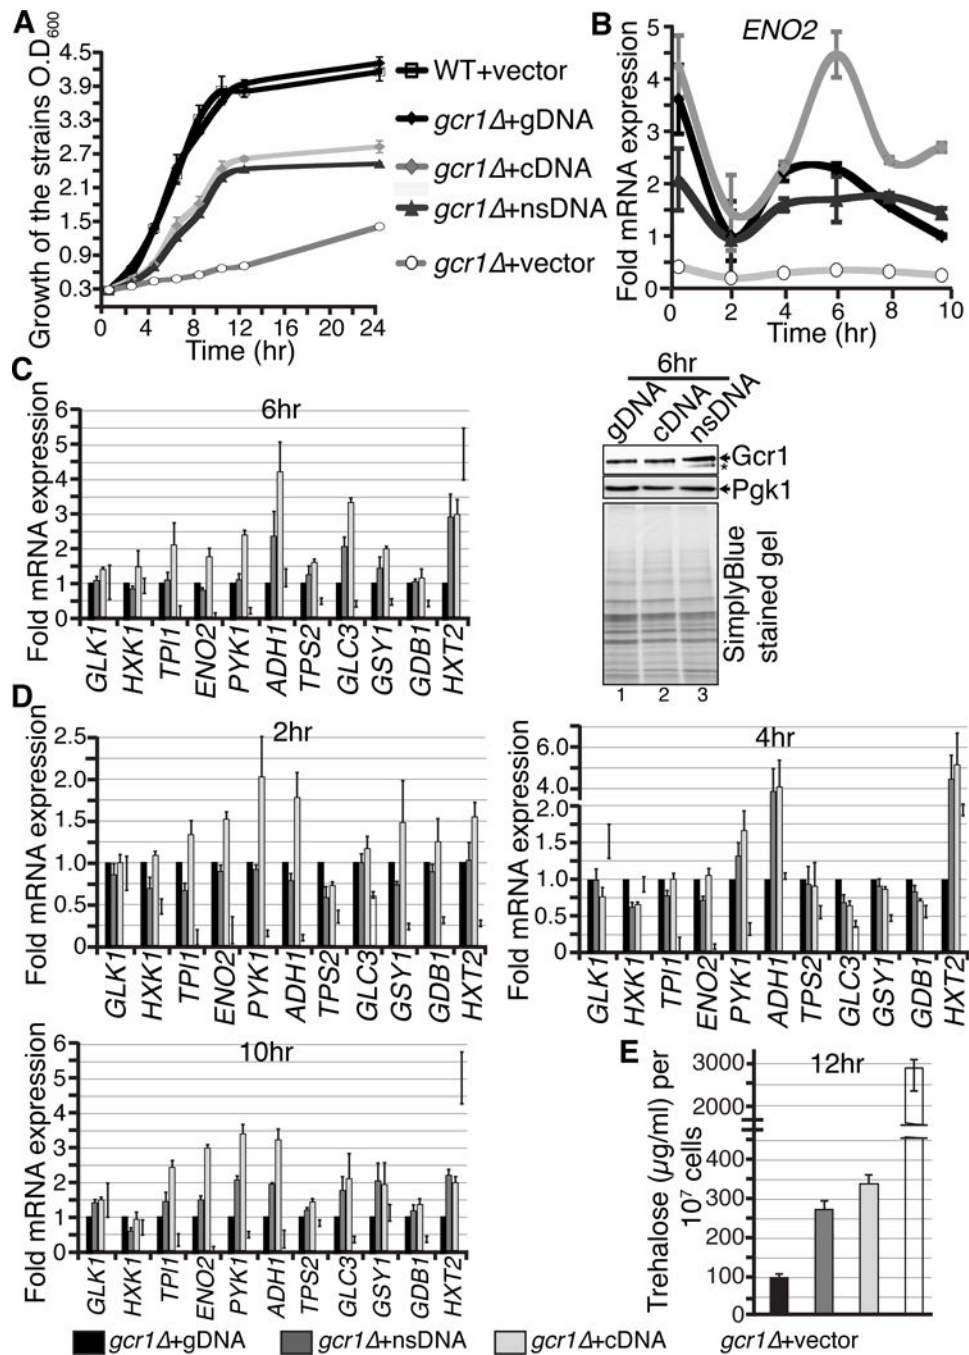 A
Growth of the strains O.D600
4.5
3.9
3.3
2.7
2.1
1.5
0.9
0.3
0 4 8 12 16 20 24
Time (hr)
WT+vector
gcr1Δ+gDNA
gcr1Δ+cDNA
gcr1Δ+nsDNA
gcr1Δ+vector
B
ENO2
Fold mRNA expression
5
4
3
2
1
0
0 2 4 6 8 10
Time (hr)
C
6hr
Fold mRNA expression
6
5
4
3
2
1
0
GLK1 HXK1 TPI1 ENO2 PYK1 ADH1 TPS2 GLC3 GSY1 GDB1 HXT2
6hr
gDNA cDNA nsDNA
Gcr1
*
Pgk1
SimplyBlue
stained gel
1 2 3
D
2hr
Fold mRNA expression
2.5
2.0
1.5
1.0
0.5
0
GLK1 HXK1 TPI1 ENO2 PYK1 ADH1 TPS2 GLC3 GSY1 GDB1 HXT2
4hr
Fold mRNA expression
6.0
4.0
2.0
1.5
1.0
0.5
0
GLK1 HXK1 TPI1 ENO2 PYK1 ADH1 TPS2 GLC3 GSY1 GDB1 HXT2
10hr
Fold mRNA expression
6
5
4
3
2
1
0
GLK1 HXK1 TPI1 ENO2 PYK1 ADH1 TPS2 GLC3 GSY1 GDB1 HXT2
E
12hr
Trehalose (µg/ml) per
10⁷ cells
3000
2000
400
300
200
100
0
gcr1Δ+gDNA gcr1Δ+nsDNA gcr1Δ+cDNA gcr1Δ+vector